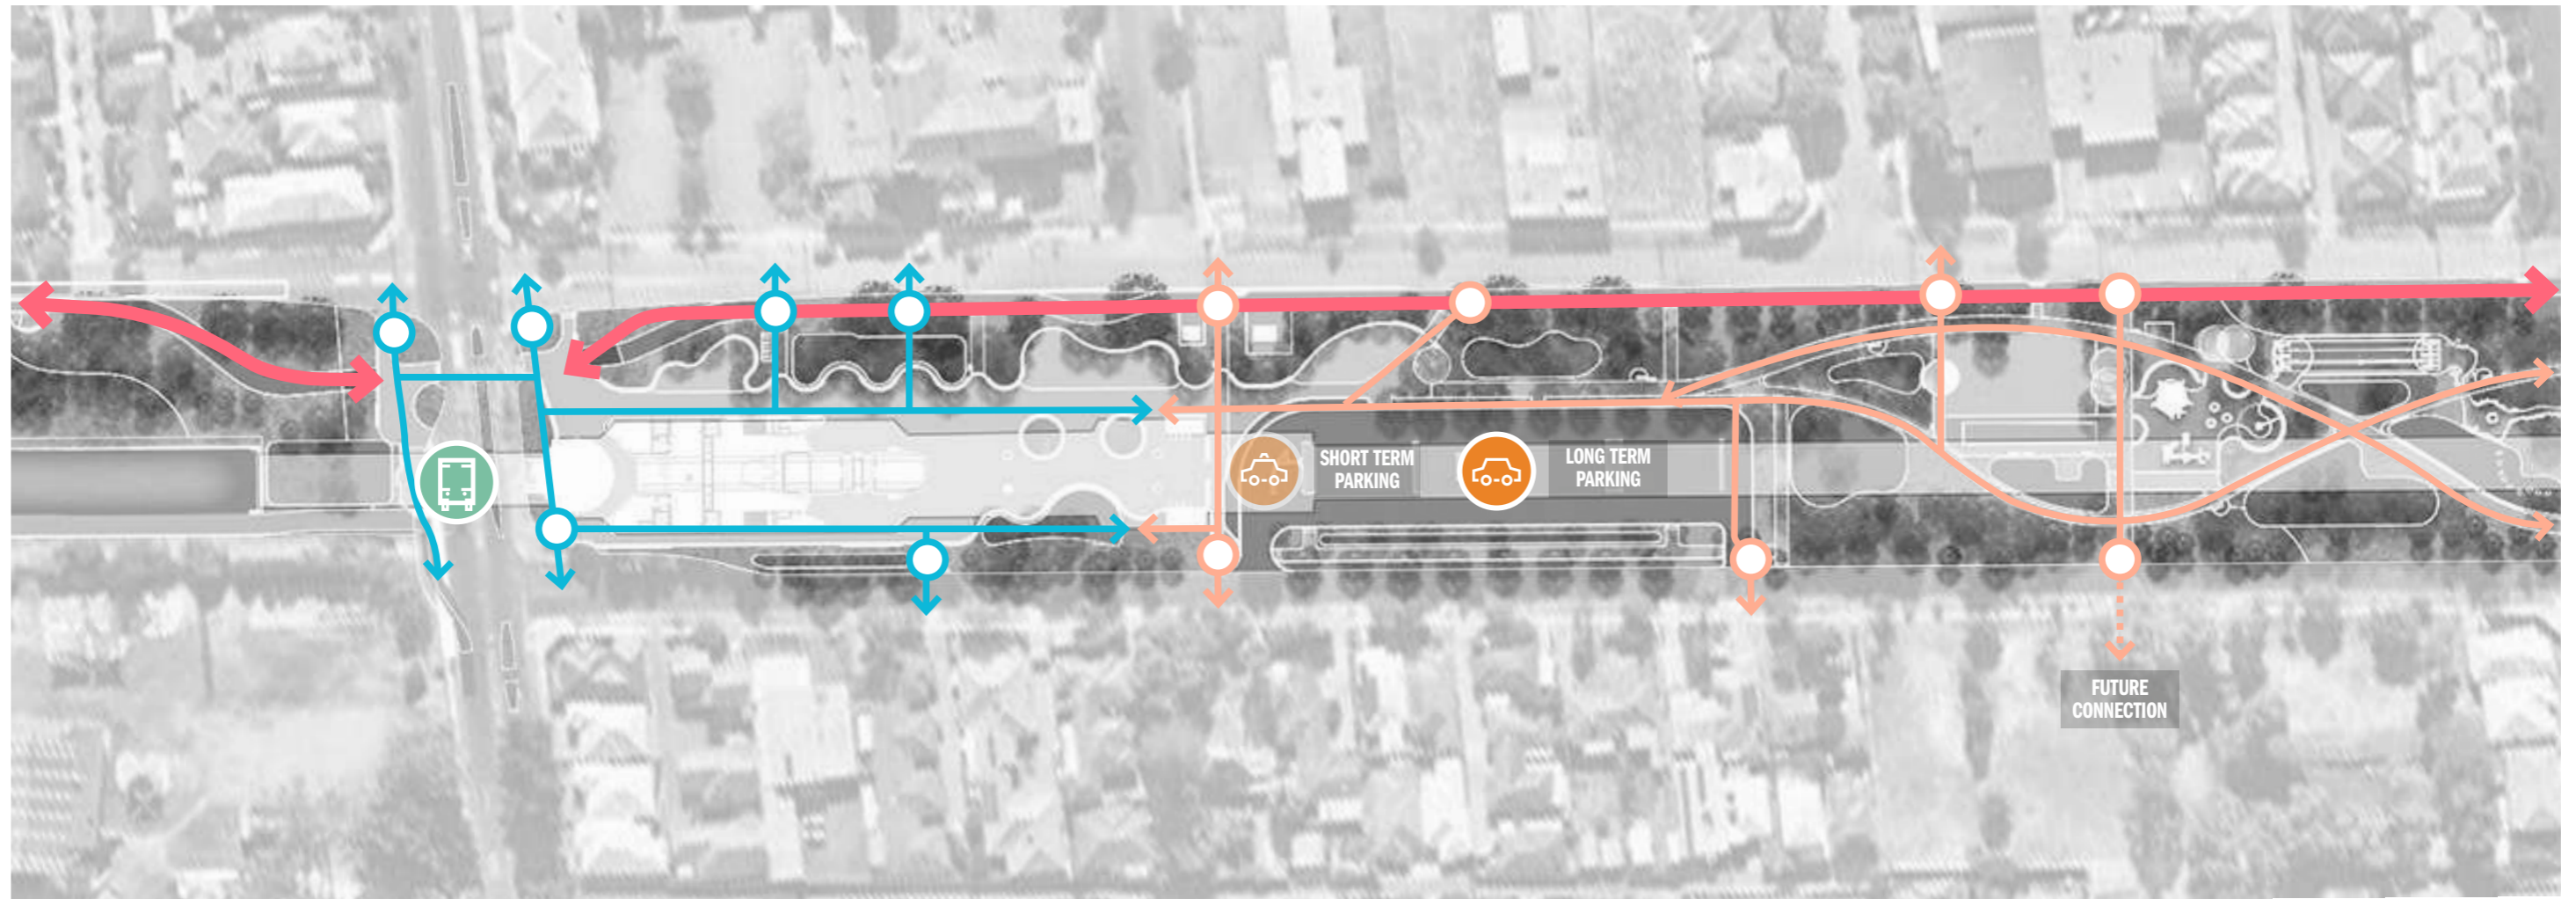 SHORT TERM
PARKING
LONG TERM
PARKING
FUTURE
CONNECTION